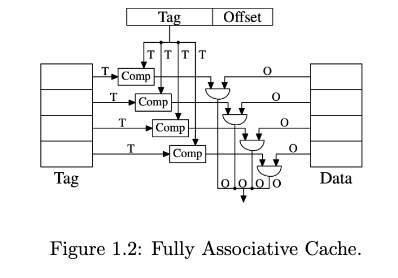 Tag Offset
T T T T
T Comp O
T Comp O
T Comp O
T Comp O
O O O O
Tag Data
Figure 1.2: Fully Associative Cache.